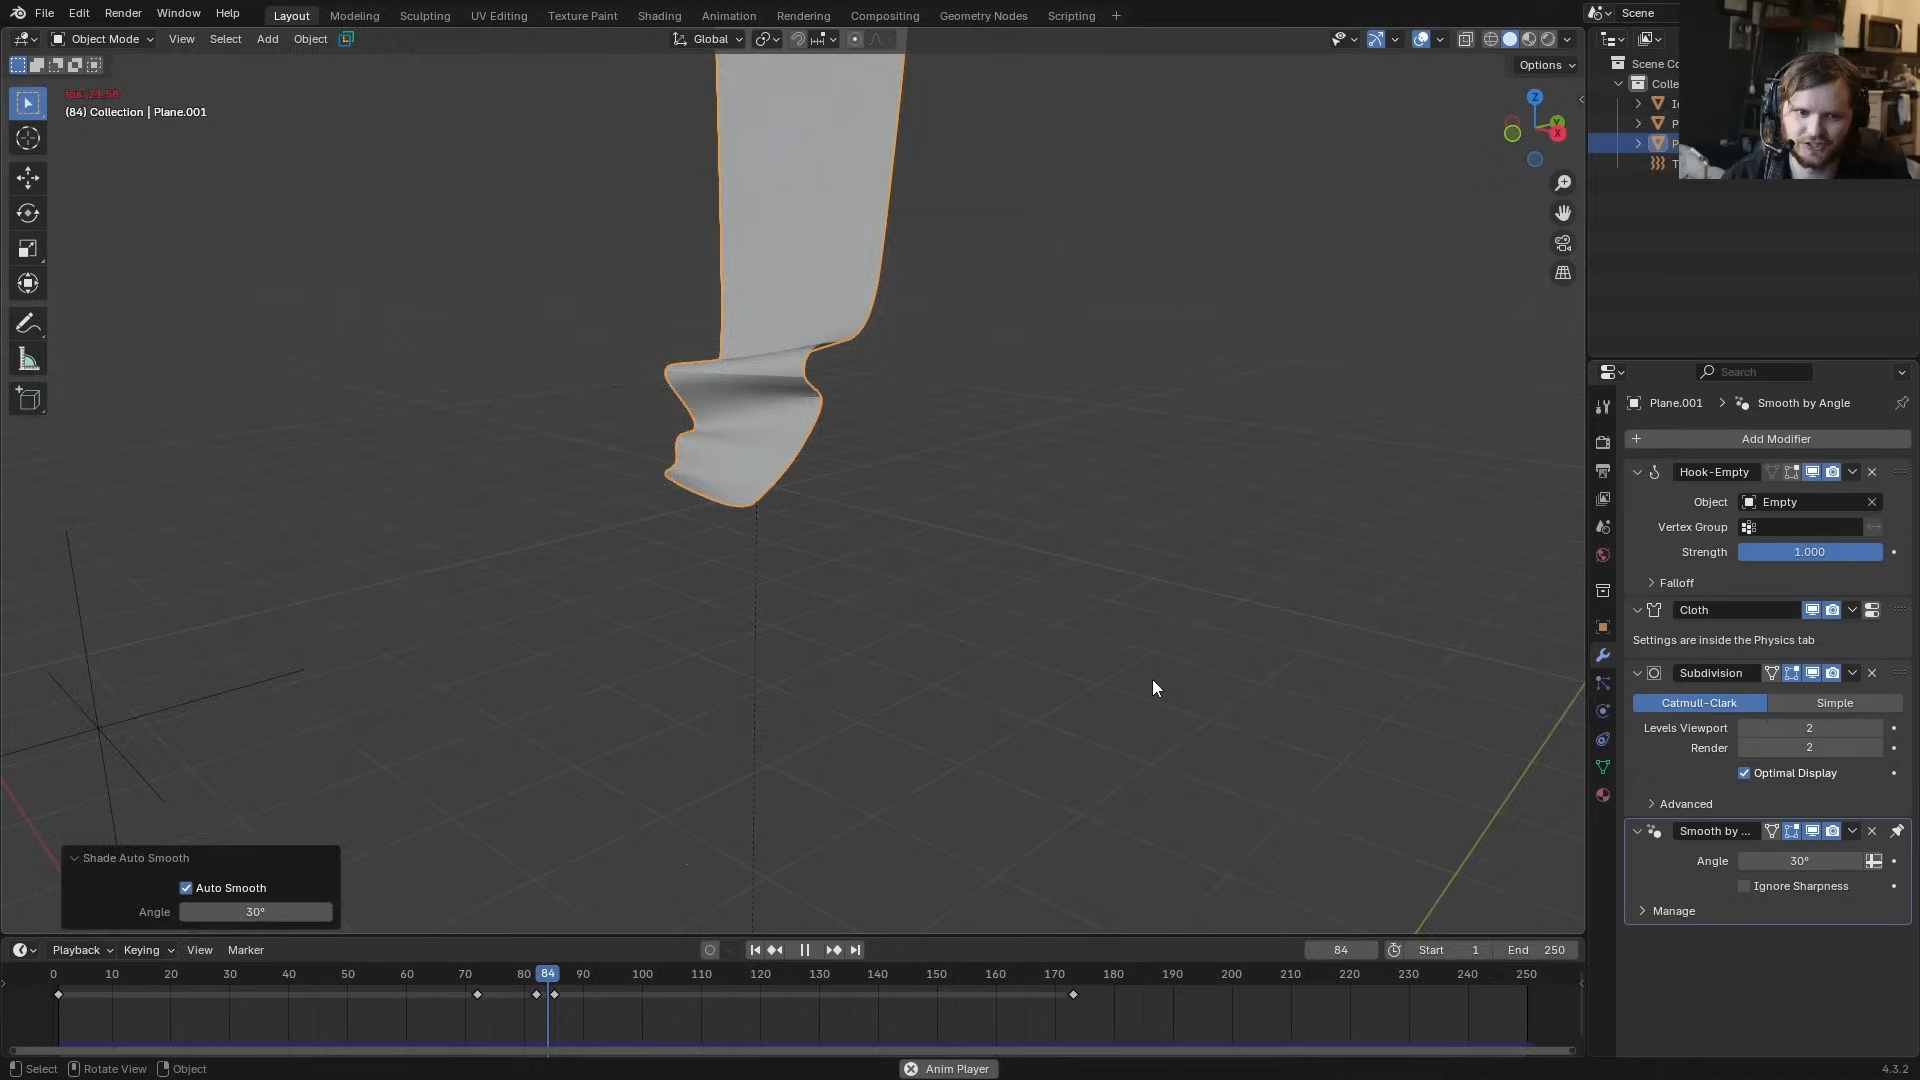 File Edit Render Window Help
Layout Modeling Sculpting UV Editing Texture Paint Shading Animation Rendering Compositing Geometry Nodes Scripting +
Scene
Object Mode View Select Add Object
Global
Options
Scene Co
Colle
P
P
T
fps: 21.58
(84) Collection | Plane.001
Z
Y
X
Search
Plane.001 > Smooth by Angle
+ Add Modifier
Hook-Empty
Object Empty
Vertex Group
Strength 1.000
Falloff
Cloth
Settings are inside the Physics tab
Subdivision
Catmull-Clark Simple
Levels Viewport 2
Render 2
Optimal Display
Advanced
Smooth by ...
Angle 30°
Ignore Sharpness
Manage
Shade Auto Smooth
Auto Smooth
Angle 30°
Playback Keying View Marker
84 Start 1 End 250
0 10 20 30 40 50 60 70 80 84 90 100 110 120 130 140 150 160 170 180 190 200 210 220 230 240 250
Select Rotate View Object
Anim Player
4.3.2